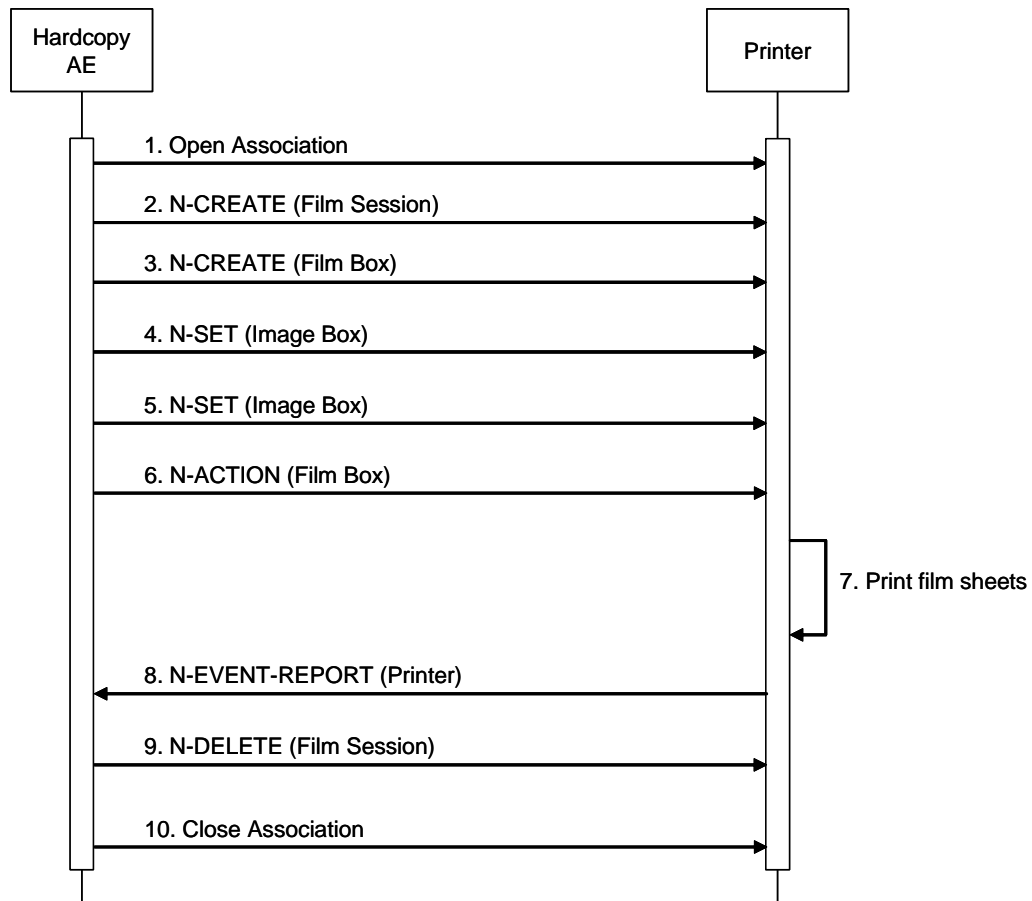 Hardcopy
AE
Printer
1. Open Association
2. N-CREATE (Film Session)
3. N-CREATE (Film Box)
4. N-SET (Image Box)
5. N-SET (Image Box)
6. N-ACTION (Film Box)
7. Print film sheets
8. N-EVENT-REPORT (Printer)
9. N-DELETE (Film Session)
10. Close Association